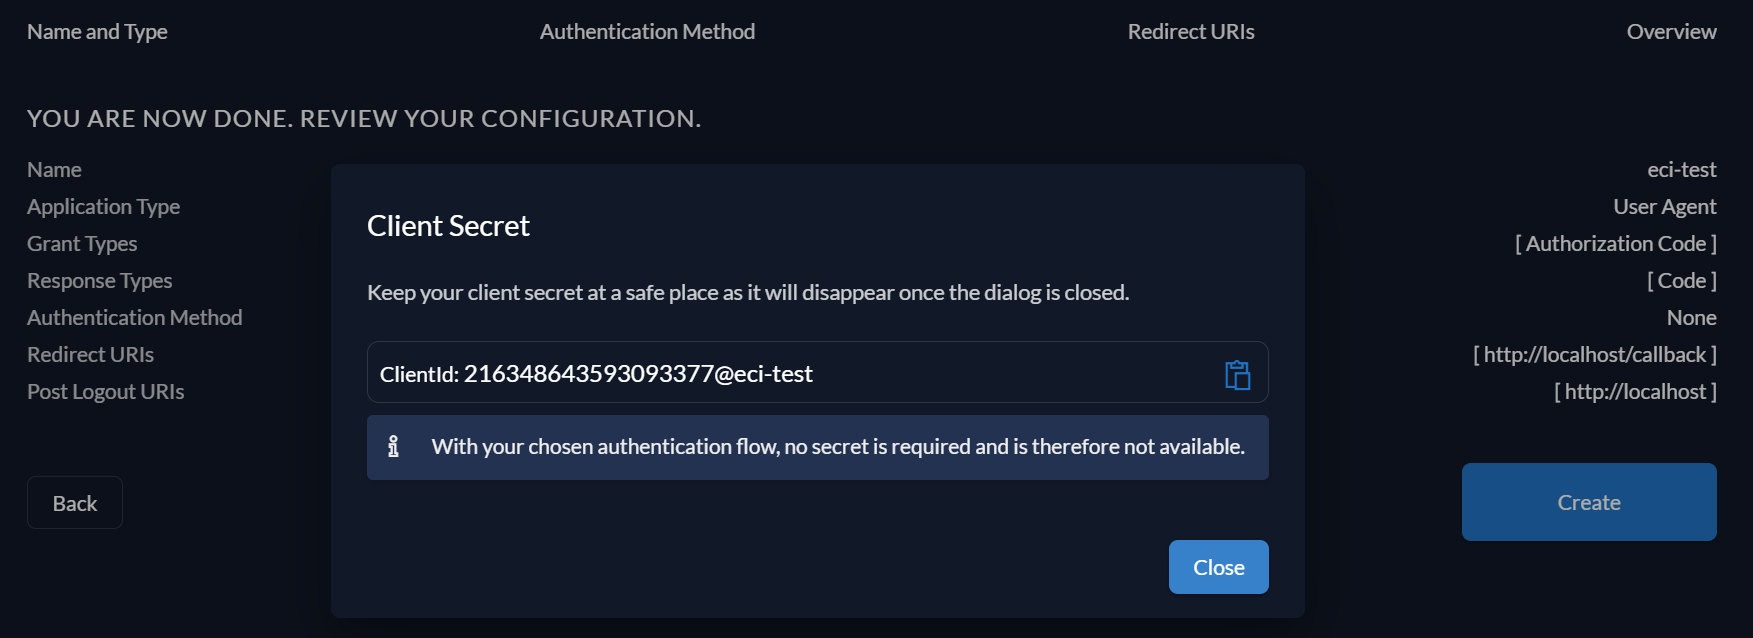 Name and Type Authentication Method Redirect URIs Overview
YOU ARE NOW DONE. REVIEW YOUR CONFIGURATION.
Name eci-test
Application Type User Agent
Grant Types [ Authorization Code ]
Response Types [ Code ]
Authentication Method None
Redirect URIs [ http://localhost/callback ]
Post Logout URIs [ http://localhost ]
Back Create
Client Secret
Keep your client secret at a safe place as it will disappear once the dialog is closed.
ClientId: 216348643593093377@eci-test
With your chosen authentication flow, no secret is required and is therefore not available.
Close